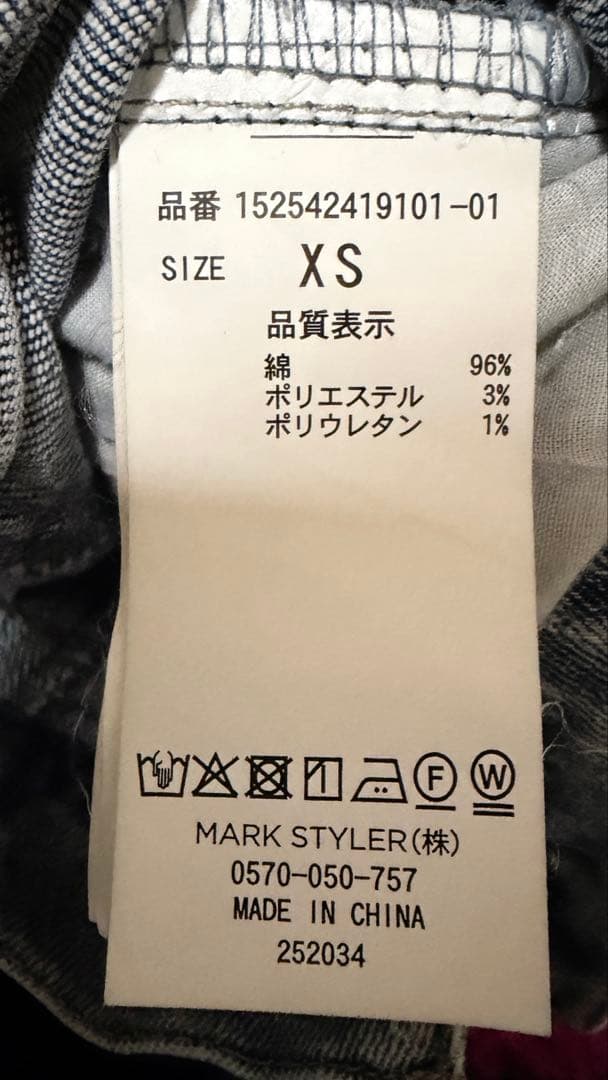 品番 152542419101-01
SIZE XS
品質表示
綿 96%
ポリエステル 3%
ポリウレタン 1%
F W
MARK STYLER(株)
0570-050-757
MADE IN CHINA
252034